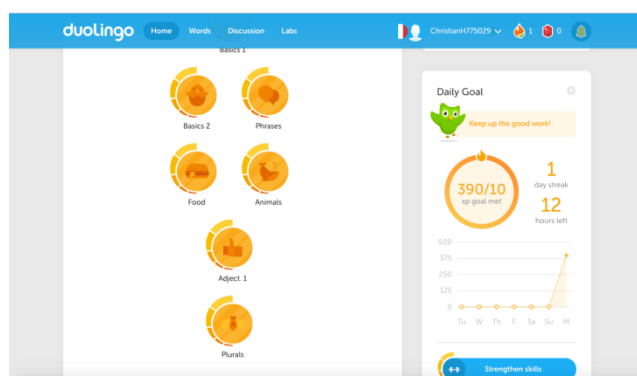 duolingo Home Words Discussion Labs ChristianH775029 1 0
Basics 1
Basics 2 Phrases
Food Animals
Adject. 1
Plurals
Daily Goal
Keep up the good work!
390/10
xp goal met
1
day streak
12
hours left
500
375
250
125
0
Tu W Th F Sa Su M
Strengthen skills